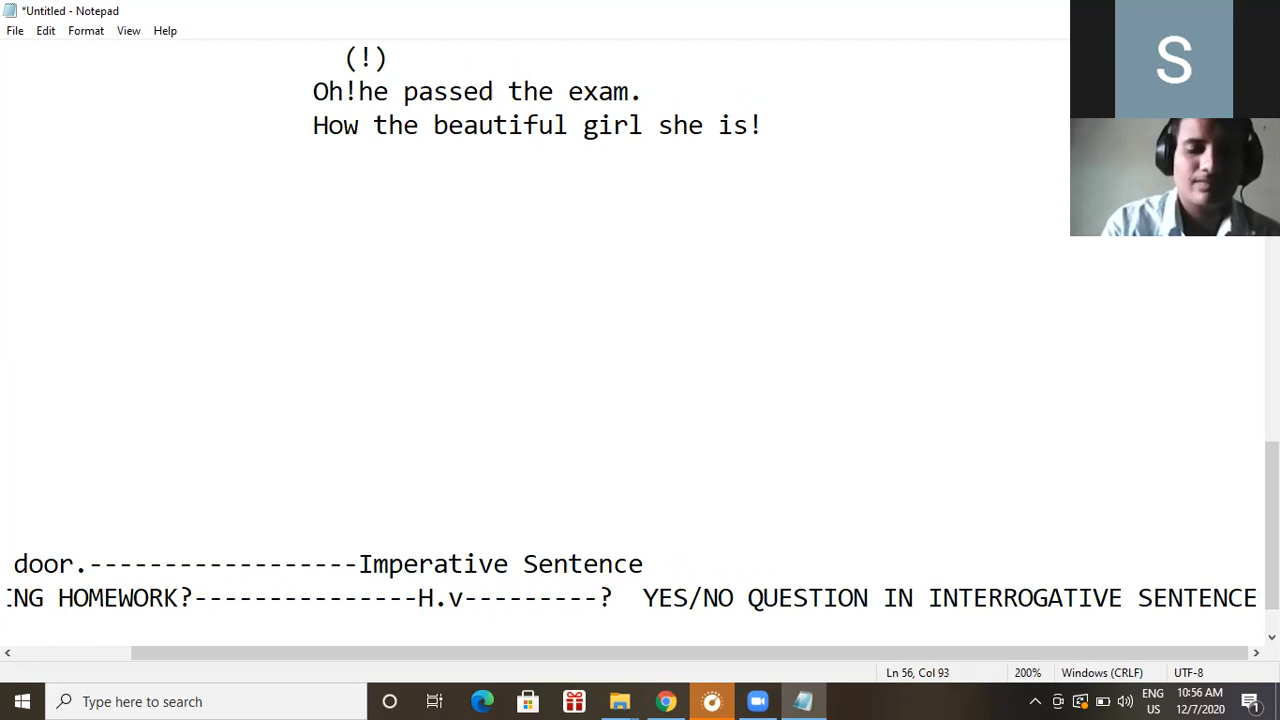 *Untitled - Notepad
File Edit Format View Help
S
(!)
Oh!he passed the exam.
How the beautiful girl she is!
door.------------------Imperative Sentence
ING HOMEWORK?---------------H.v---------? YES/NO QUESTION IN INTERROGATIVE SENTENCE
Ln 56, Col 93 200% Windows (CRLF) UTF-8
Type here to search
ENG
US
10:56 AM
12/7/2020
1